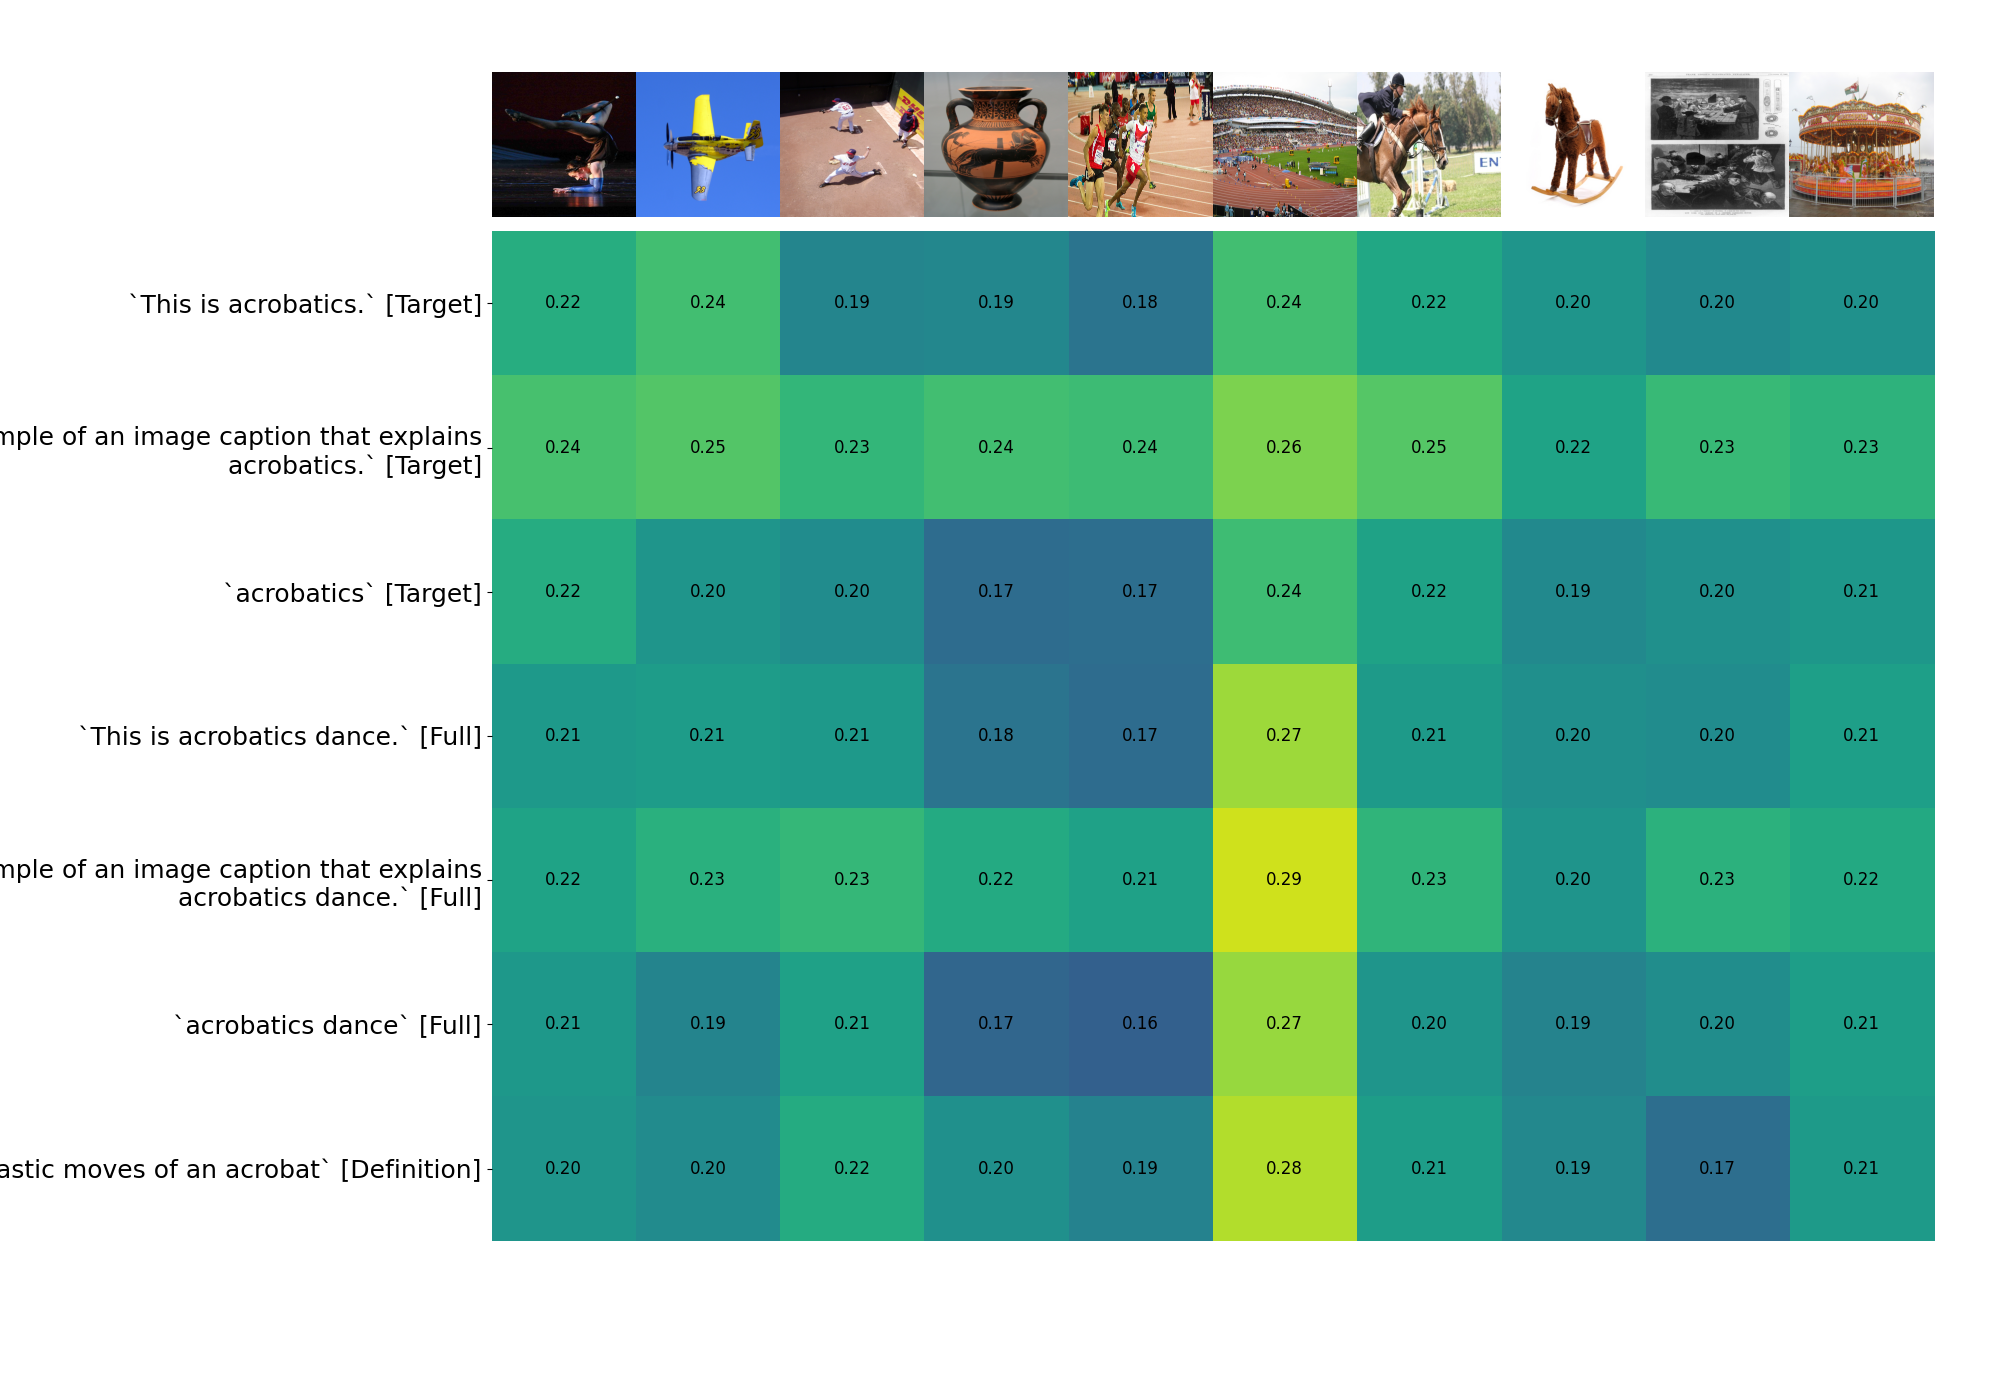 `This is acrobatics.` [Target]
0.22 0.24 0.19 0.19 0.18 0.24 0.22 0.20 0.20 0.20
of an image caption that explains
acrobatics.` [Target]
0.24 0.25 0.23 0.24 0.24 0.26 0.25 0.22 0.23 0.23
`acrobatics` [Target]
0.22 0.20 0.20 0.17 0.17 0.24 0.22 0.19 0.20 0.21
`This is acrobatics dance.` [Full]
0.21 0.21 0.21 0.18 0.17 0.27 0.21 0.20 0.20 0.21
of an image caption that explains
acrobatics dance.` [Full]
0.22 0.23 0.23 0.22 0.21 0.29 0.23 0.20 0.23 0.22
`acrobatics dance` [Full]
0.21 0.19 0.21 0.17 0.16 0.27 0.20 0.19 0.20 0.21
moves of an acrobat` [Definition]
0.20 0.20 0.22 0.20 0.19 0.28 0.21 0.19 0.17 0.21